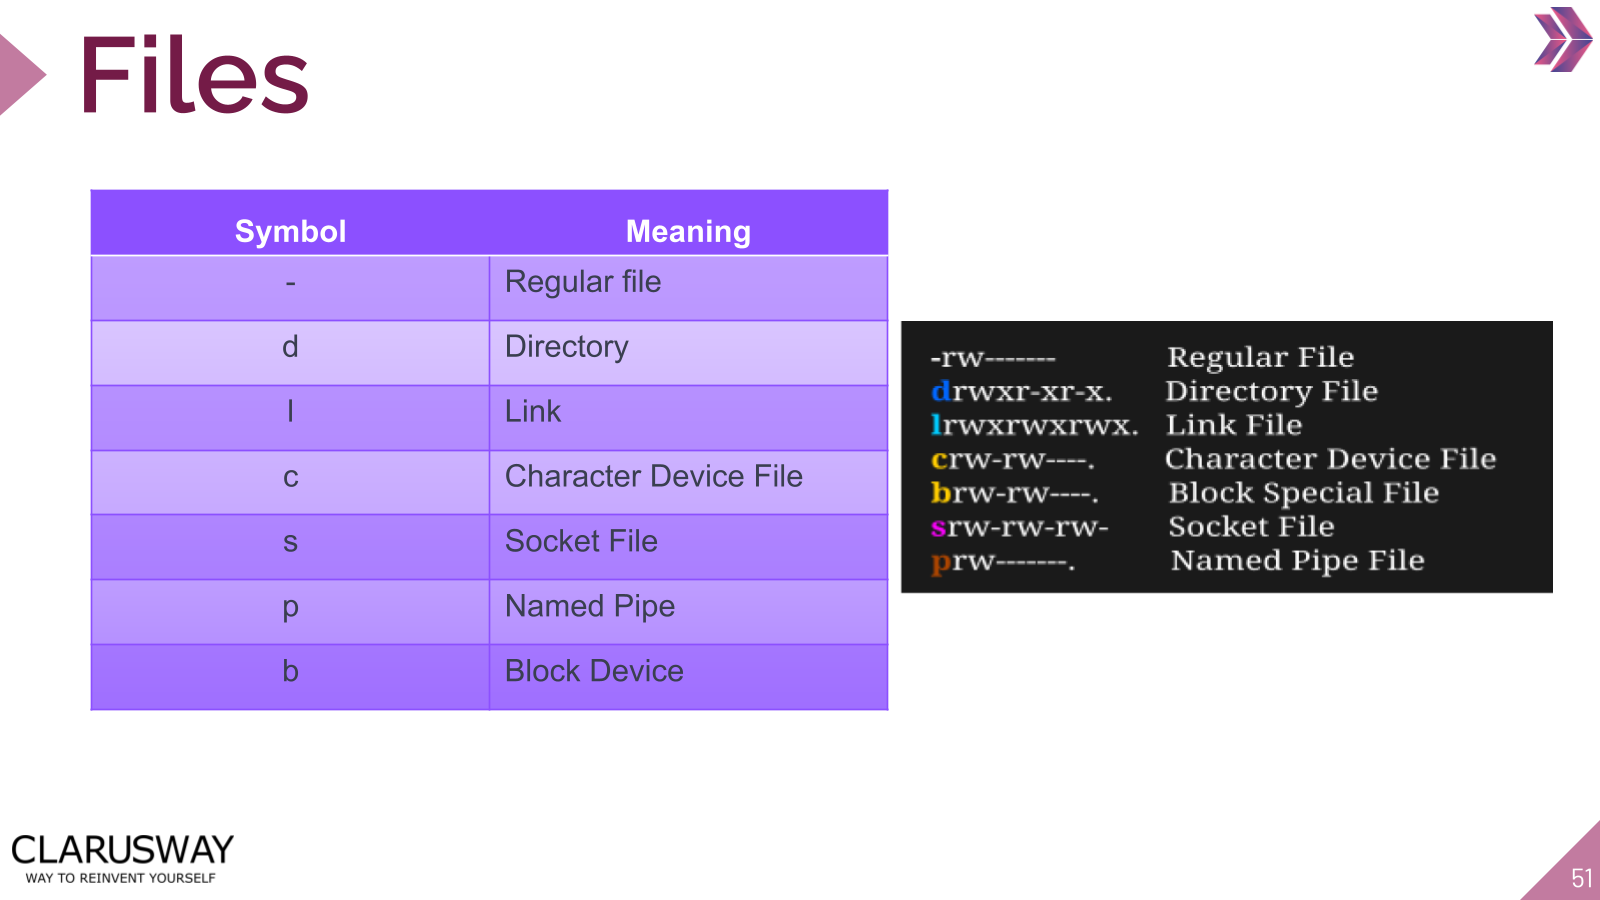 Files
Symbol Meaning
- Regular file
d Directory
l Link
c Character Device File
s Socket File
p Named Pipe
b Block Device
-rw------- Regular File
drwxr-xr-x. Directory File
lrwxrwxrwx. Link File
crw-rw----. Character Device File
brw-rw----. Block Special File
srw-rw-rw- Socket File
prw-------. Named Pipe File
CLARUSWAY
WAY TO REINVENT YOURSELF
51